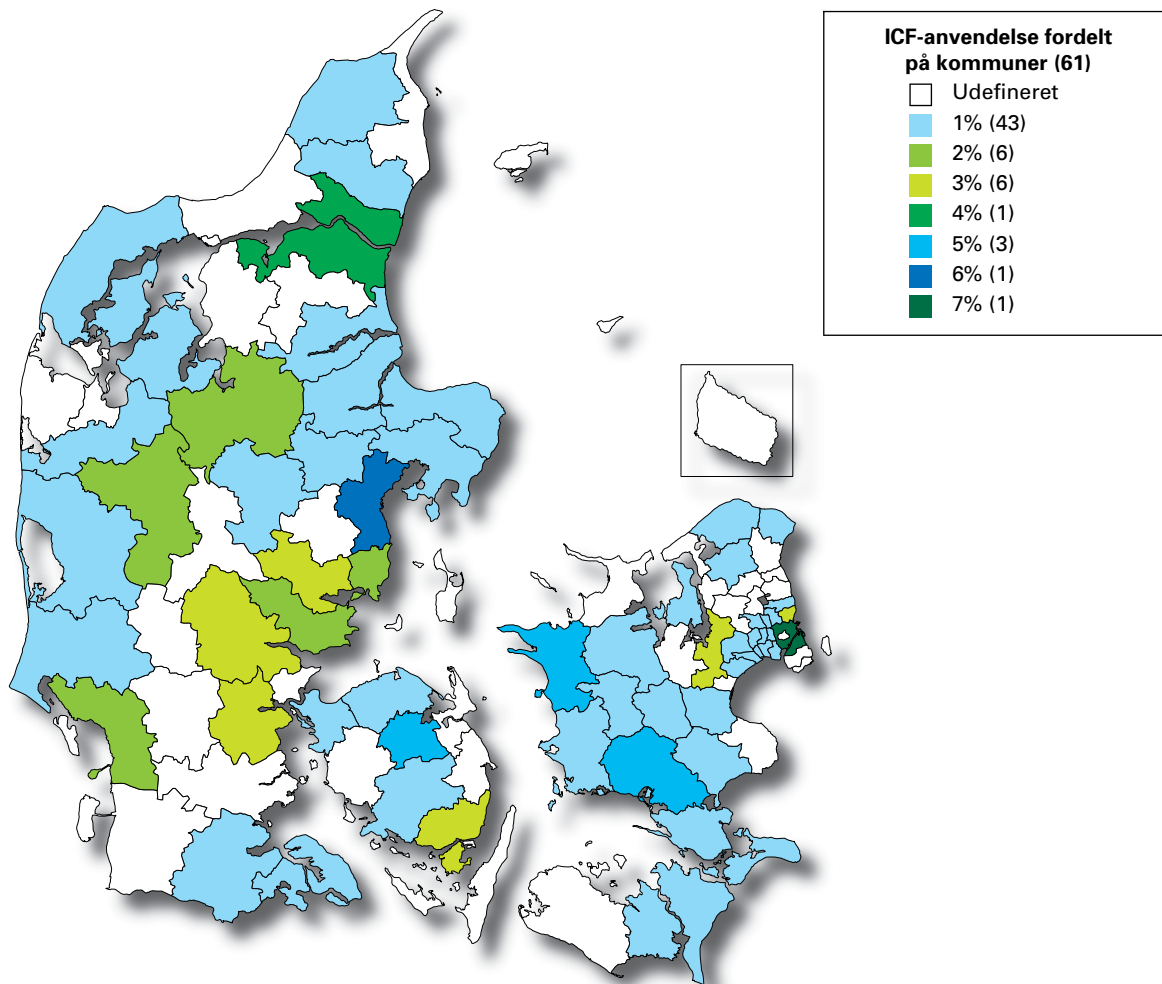 ICF-anvendelse fordelt
på kommuner (61)
Udefineret
1% (43)
2% (6)
3% (6)
4% (1)
5% (3)
6% (1)
7% (1)